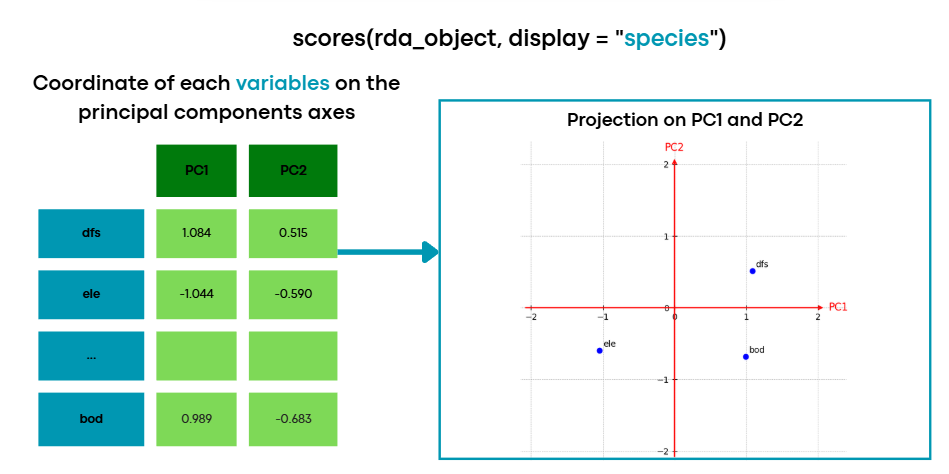 scores(rda_object, display = "species")
Coordinate of each variables on the
principal components axes
PC1 PC2
dfs 1.084 0.515
ele -1.044 -0.590
...
bod 0.989 -0.683
Projection on PC1 and PC2
PC2
2
1
dfs
−2 −1 0 0 1 2 PC1
ele bod
−1
−2